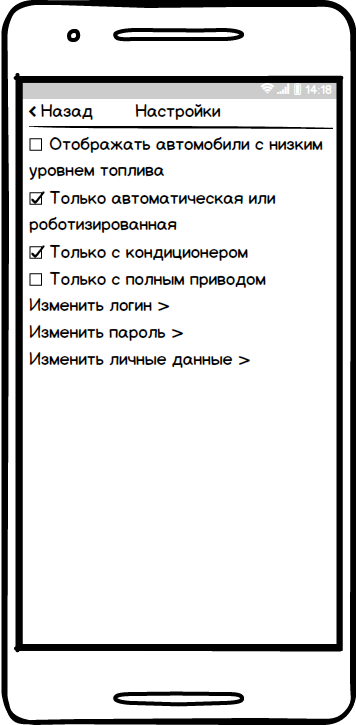 14:18
< Назад Настройки
Отображать автомобили с низким
уровнем топлива
Только автоматическая или
роботизированная
Только с кондиционером
Только с полным приводом
Изменить логин >
Изменить пароль >
Изменить личные данные >